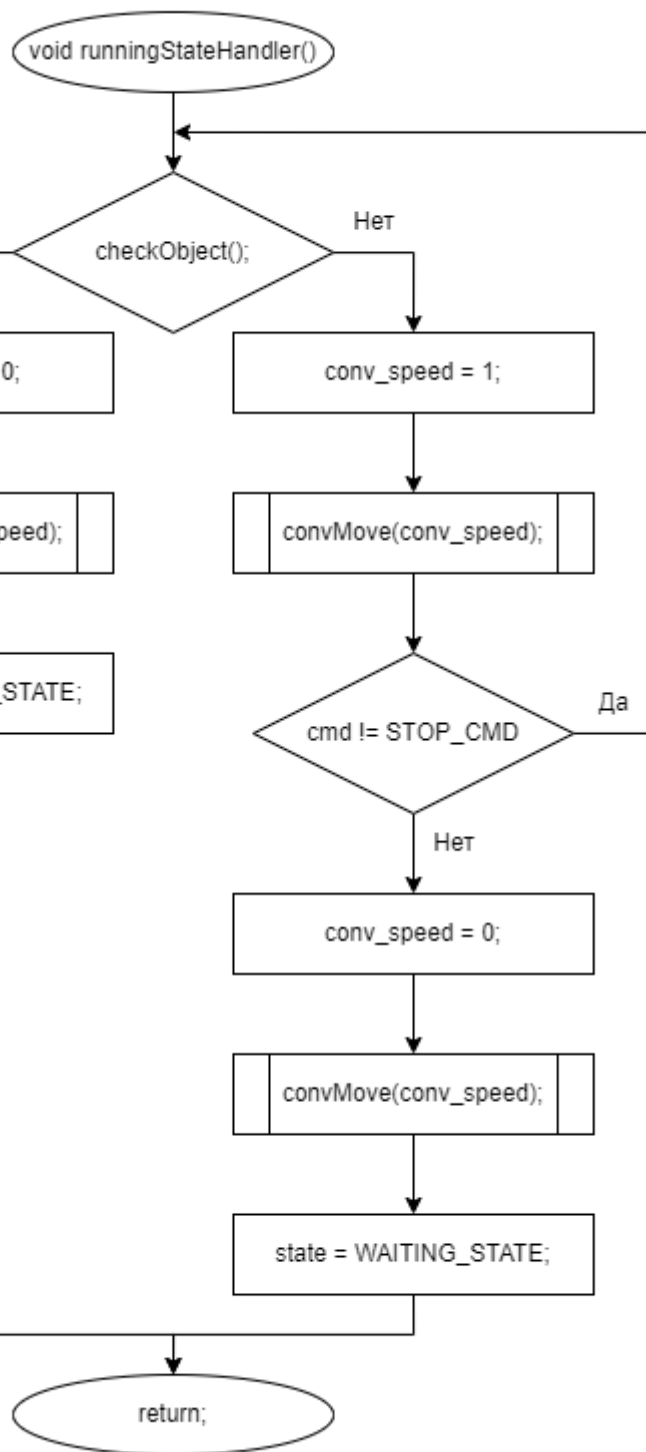 void runningStateHandler()
checkObject();
Нет
0;
conv_speed = 1;
peed);
convMove(conv_speed);
_STATE;
cmd != STOP_CMD
Да
Нет
conv_speed = 0;
convMove(conv_speed);
state = WAITING_STATE;
return;